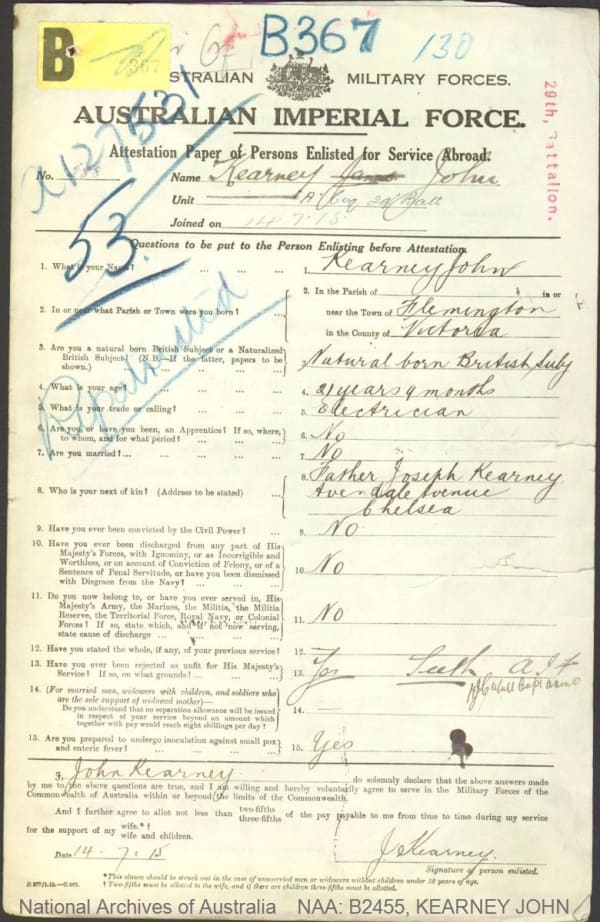 B
367
B367
130
STRALIAN MILITARY FORCES.
AUSTRALIAN IMPERIAL FORCE.
29th, Battalion.
A127531
Attestation Paper of Persons Enlisted for Service Abroad.
No. Name Kearney James John
Unit A Coy 29 Batt
Joined on 14 7 15
53.
Repatriated
Questions to be put to the Person Enlisting before Attestation.
1. What is your Name? ... ... ... 1. Kearney John
2. In or near what Parish or Town were you born? ... 2. In the Parish of in or
near the Town of Flemington
in the County of Victoria
3. Are you a natural born British Subject or a Naturalized
British Subject? (N.B.—If the latter, papers to be
shown.) 3. Natural born British Subj
4. What is your age? ... ... ... 4. 21 years 9 months
5. What is your trade or calling? ... ... 5. Electrician
6. Are you, or have you been, an Apprentice? If so, where,
to whom, and for what period? ... ... ... 6. No
7. Are you married? ... ... ... 7. No
8. Who is your next of kin? (Address to be stated) ... 8. Father Joseph Kearney
Avondale Avenue
Chelsea
9. Have you ever been convicted by the Civil Power? ... 9. No
10. Have you ever been discharged from any part of His
Majesty's Forces, with Ignominy, or as Incorrigible and
Worthless, or on account of Conviction of Felony, or of a
Sentence of Penal Servitude, or have you been dismissed
with Disgrace from the Navy? ... ... ... 10. No
11. Do you now belong to, or have you ever served in, His
Majesty's Army, the Marines, the Militia, the Militia
Reserve, the Territorial Force, Royal Navy, or Colonial
Forces? If so, state which, and if not now serving,
state cause of discharge ... ... ... 11. No
12. Have you stated the whole, if any, of your previous service? 12.
13. Have you ever been rejected as unfit for His Majesty's
Service? If so, on what grounds? ... ... 13. Yes Teeth A.I.F
14. (For married men, widowers with children, and soldiers who
are the sole support of widowed mother)—
Do you understand that no separation allowance will be issued
in respect of your service beyond an amount which
together with pay would reach eight shillings per day? 14. —
15. Are you prepared to undergo inoculation against small pox
and enteric fever? ... ... ... 15. Yes
I, John Kearney do solemnly declare that the above answers made
by me to the above questions are true, and I am willing and hereby voluntarily agree to serve in the Military Forces of the
Commonwealth of Australia within or beyond the limits of the Commonwealth.
And I further agree to allot not less than two-fifths three-fifths of the pay payable to me from time to time during my service
for the support of my wife.*† wife and children.
Date 14. 7. 15 J. Kearney.
Signature of person enlisted.
*This clause should be struck out in the case of unmarried men or widowers without children under 18 years of age.
† Two-fifths must be allotted to the wife, and if there are children three-fifths must be allotted.
National Archives of Australia NAA: B2455, KEARNEY JOHN